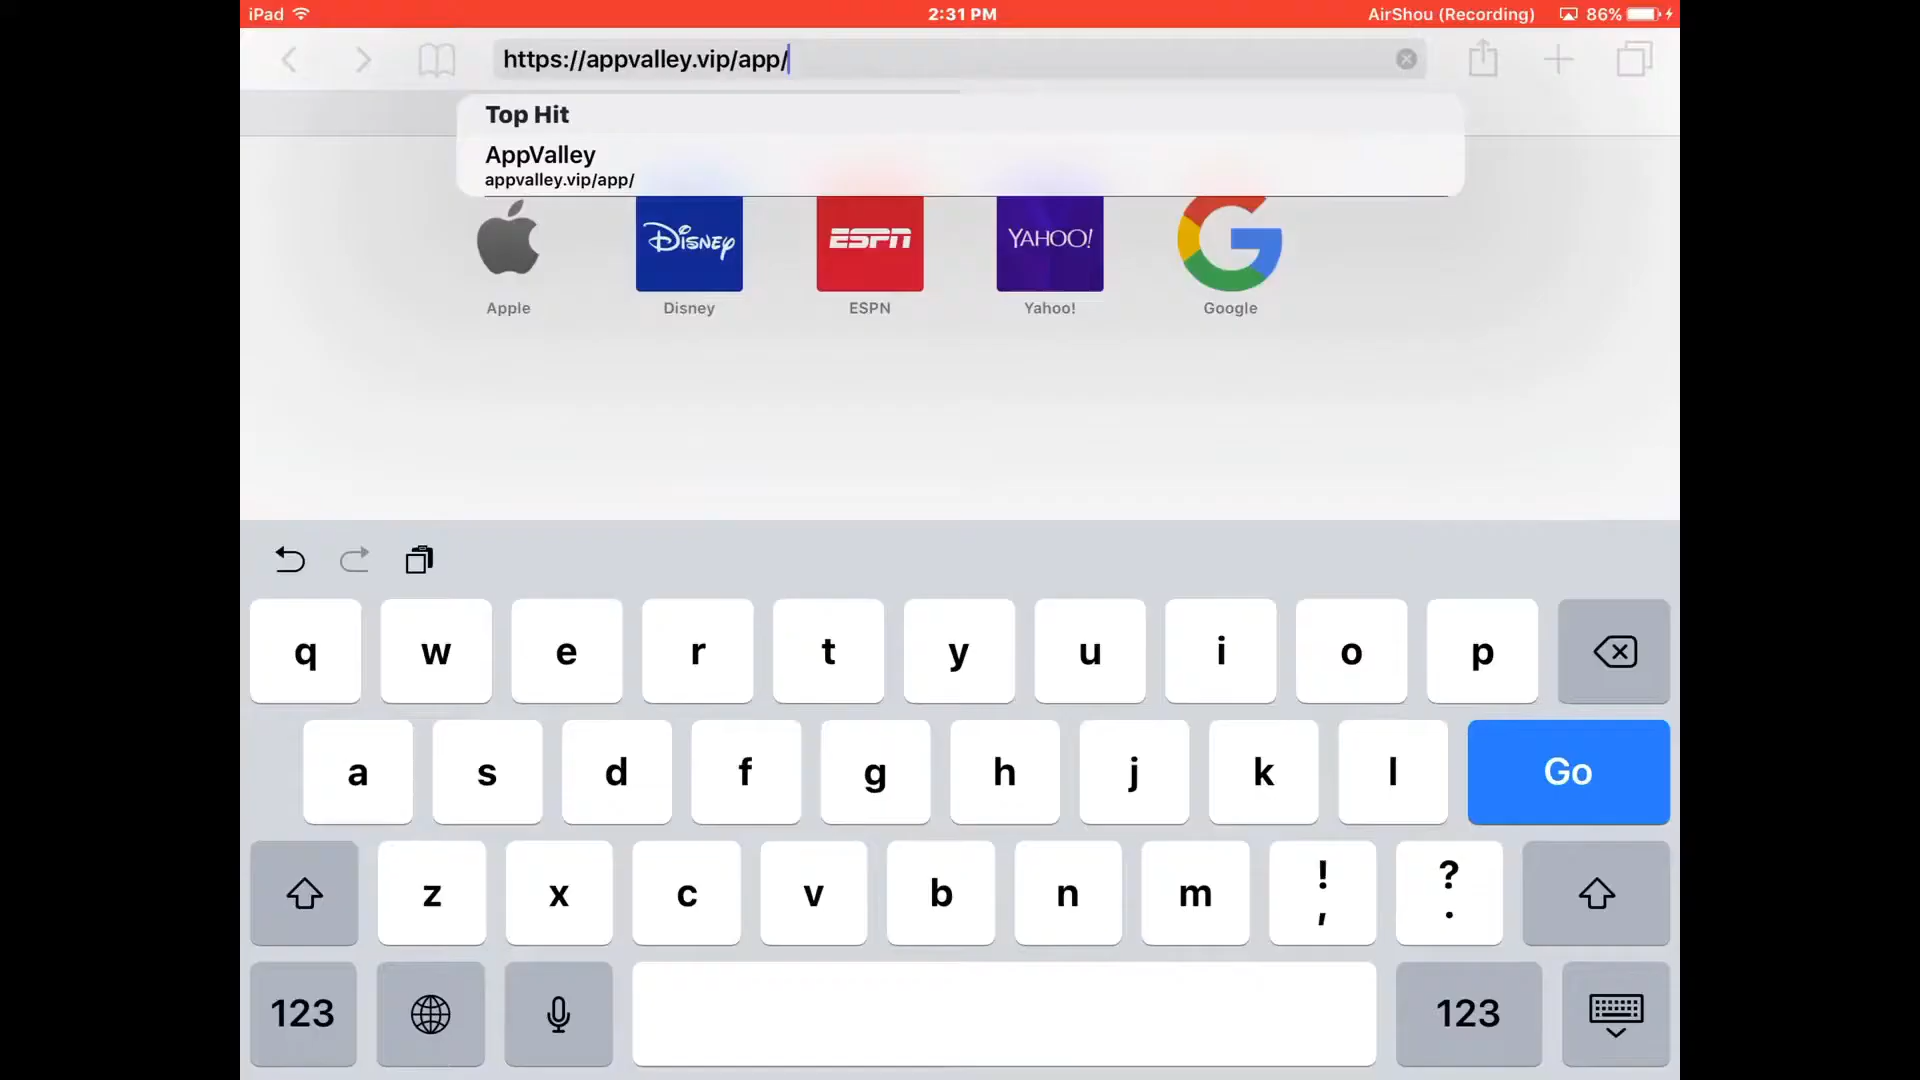 iPad 2:31 PM AirShou (Recording) 86%
https://appvalley.vip/app/
Top Hit
AppValley
appvalley.vip/app/
Disney ESPN YAHOO! G
Apple Disney ESPN Yahoo! Google
q w e r t y u i o p
a s d f g h j k l Go
z x c v b n m ! , ? .
123 123